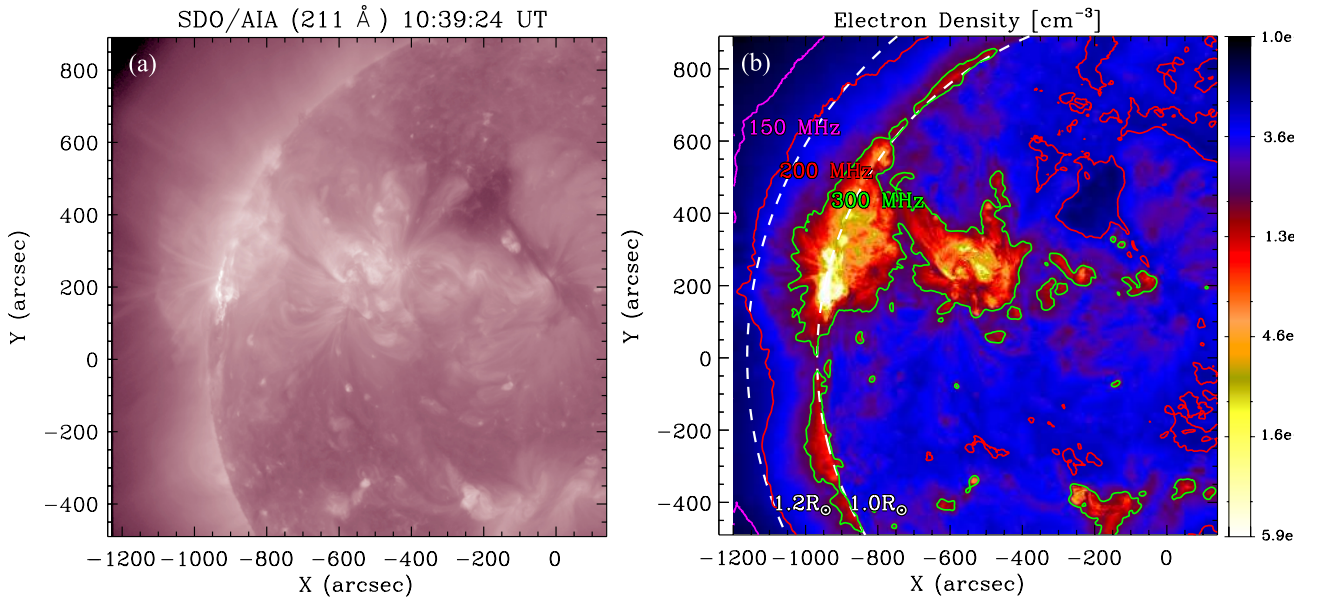 SDO/AIA (211 Å) 10:39:24 UT
(a)
800
600
400
200
0
−200
−400
Y (arcsec)
−1200 −1000 −800 −600 −400 −200 0
X (arcsec)
Electron Density [cm⁻³]
(b)
800
600
400
200
0
−200
−400
Y (arcsec)
150 MHz
200 MHz
300 MHz
1.2R☉ 1.0R☉
−1200 −1000 −800 −600 −400 −200 0
X (arcsec)
1.0e
3.6e
1.3e
4.6e
1.6e
5.9e